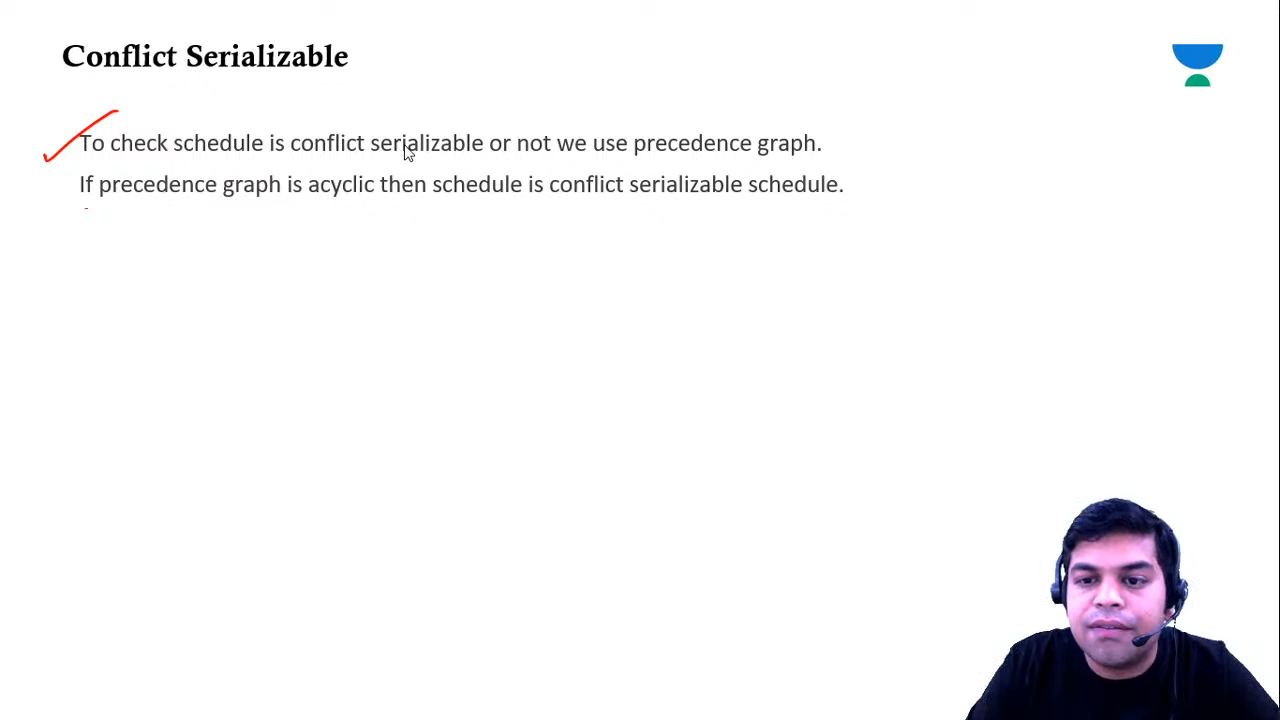 Conflict Serializable
To check schedule is conflict serializable or not we use precedence graph.
If precedence graph is acyclic then schedule is conflict serializable schedule.